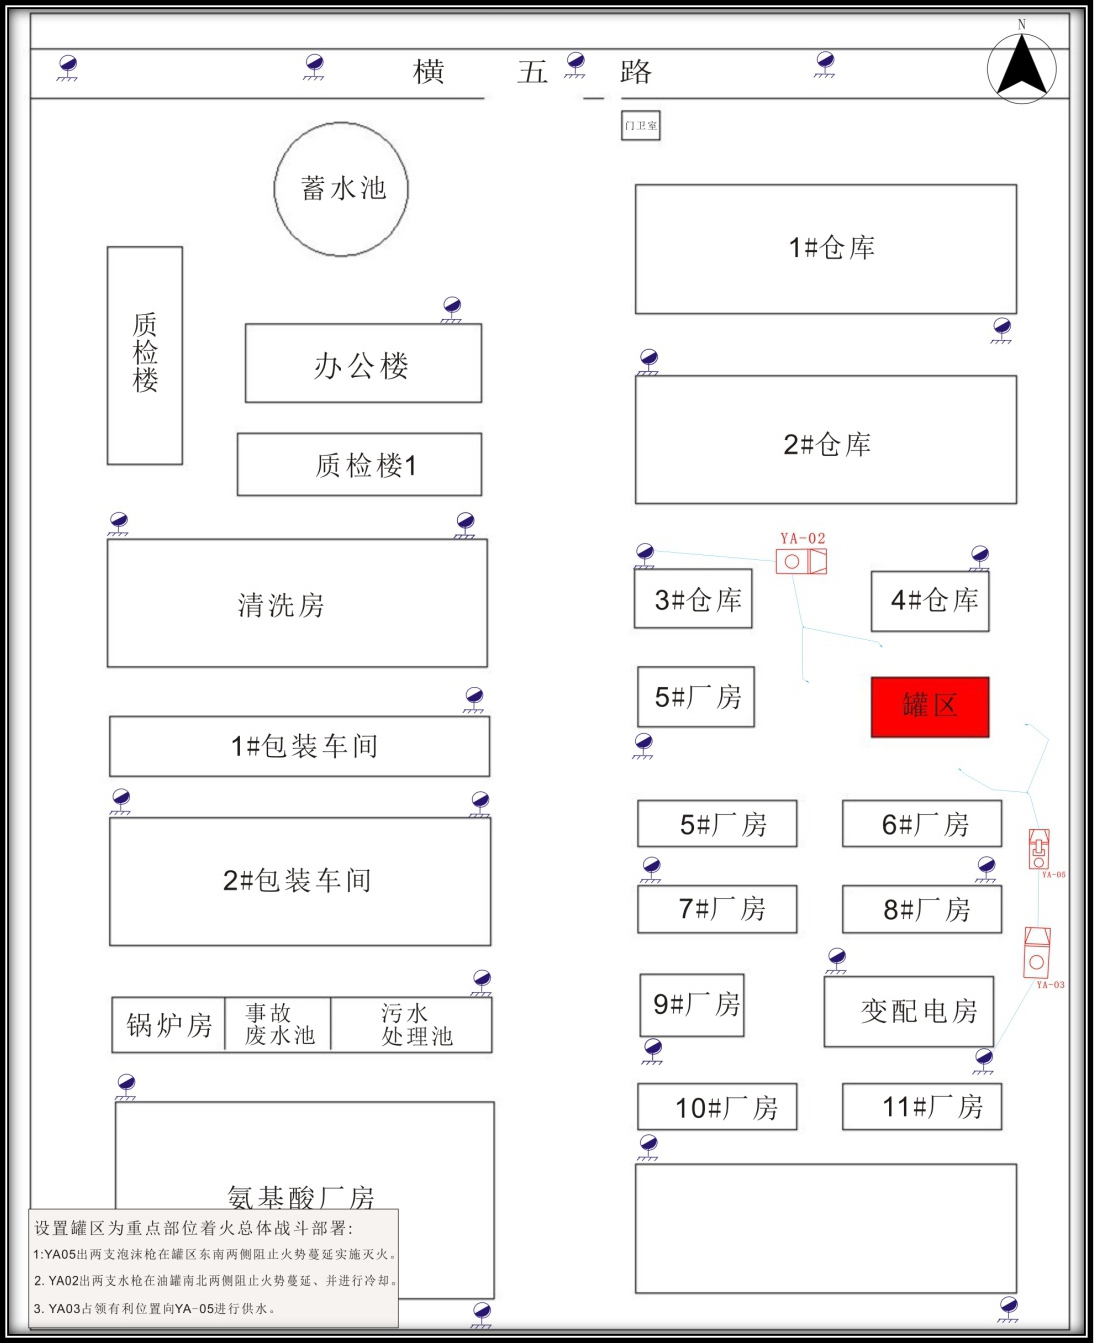 N
横 五 路
门卫室
蓄水池
1#仓库
质检楼
办公楼
2#仓库
质检楼1
YA-02
清洗房
3#仓库
4#仓库
5#厂房
罐区
1#包装车间
5#厂房
6#厂房
YA-05
2#包装车间
7#厂房
8#厂房
YA-03
9#厂房
变配电房
锅炉房
事故
废水池
污水
处理池
10#厂房
11#厂房
氨基酸厂房
设置罐区为重点部位着火总体战斗部署:
1:YA05出两支泡沫枪在罐区东南两侧阻止火势蔓延实施灭火。
2. YA02出两支水枪在油罐南北两侧阻止火势蔓延、并进行冷却。
3. YA03占领有利位置向YA-05进行供水。